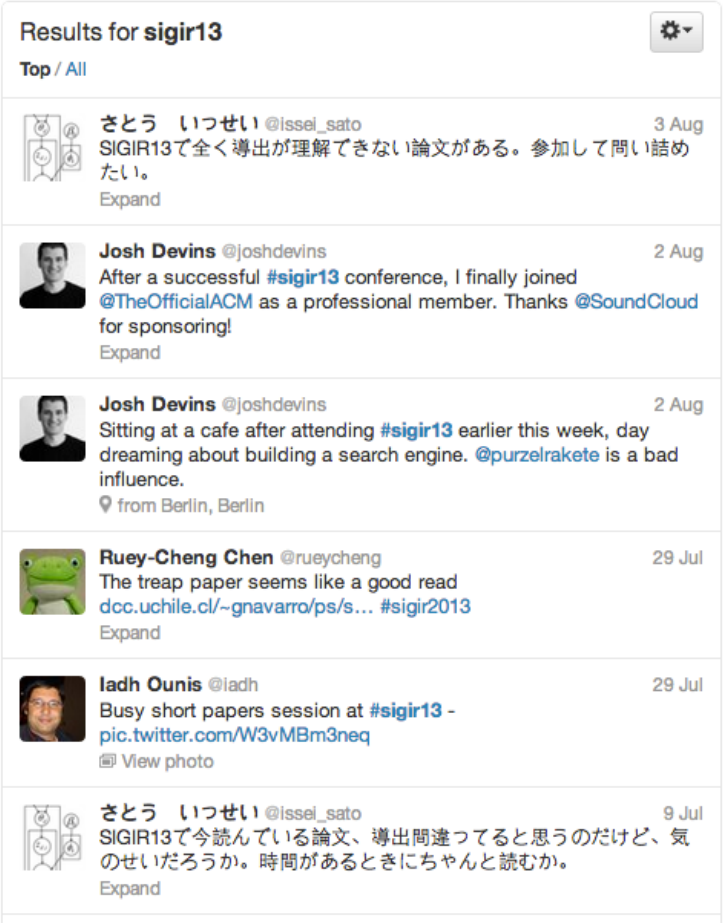 Results for sigir13
Top / All
さとう　いっせい @issei_sato 3 Aug
SIGIR13で全く導出が理解できない論文がある。参加して問い詰め
たい。
Expand
Josh Devins @joshdevins 2 Aug
After a successful #sigir13 conference, I finally joined
@TheOfficialACM as a professional member. Thanks @SoundCloud
for sponsoring!
Expand
Josh Devins @joshdevins 2 Aug
Sitting at a cafe after attending #sigir13 earlier this week, day
dreaming about building a search engine. @purzelrakete is a bad
influence.
from Berlin, Berlin
Ruey-Cheng Chen @rueycheng 29 Jul
The treap paper seems like a good read
dcc.uchile.cl/~gnavarro/ps/s… #sigir2013
Expand
Iadh Ounis @iadh 29 Jul
Busy short papers session at #sigir13 -
pic.twitter.com/W3vMBm3neq
View photo
さとう　いっせい @issei_sato 9 Jul
SIGIR13で今読んでいる論文、導出間違ってると思うのだけど、気
のせいだろうか。時間があるときにちゃんと読むか。
Expand